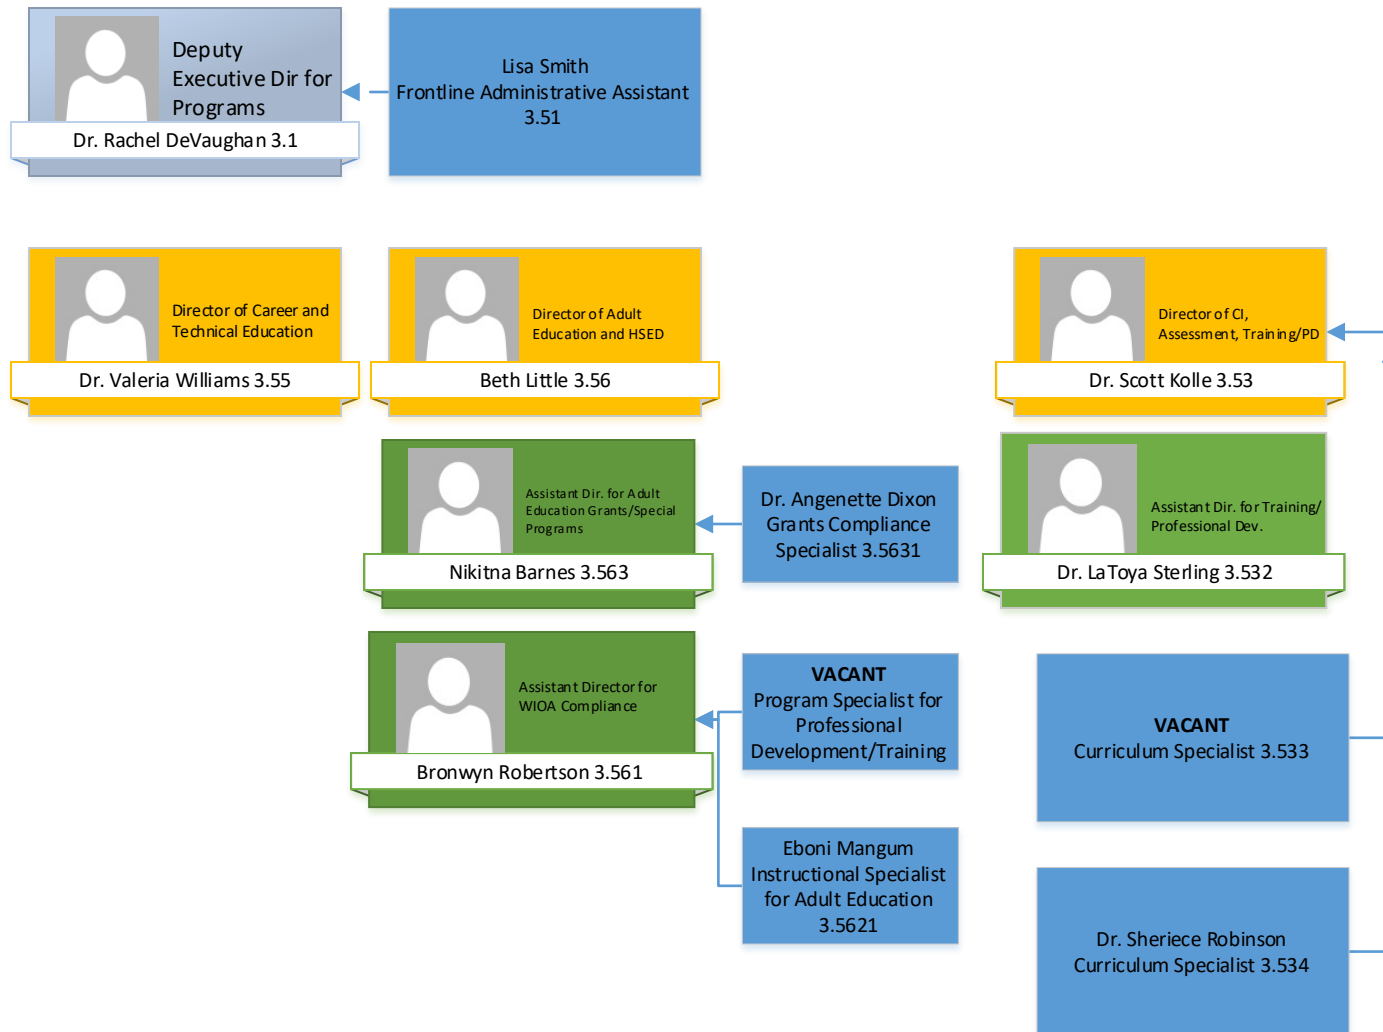 Deputy
Executive Dir for
Programs
Dr. Rachel DeVaughan 3.1
Lisa Smith
Frontline Administrative Assistant
3.51
Director of Career and
Technical Education
Dr. Valeria Williams 3.55
Director of Adult
Education and HSED
Beth Little 3.56
Director of CI,
Assessment, Training/PD
Dr. Scott Kolle 3.53
Assistant Dir. for Adult
Education Grants/Special
Programs
Nikitna Barnes 3.563
Dr. Angenette Dixon
Grants Compliance
Specialist 3.5631
Assistant Dir. for Training/
Professional Dev.
Dr. LaToya Sterling 3.532
Assistant Director for
WIOA Compliance
Bronwyn Robertson 3.561
VACANT
Program Specialist for
Professional
Development/Training
VACANT
Curriculum Specialist 3.533
Eboni Mangum
Instructional Specialist
for Adult Education
3.5621
Dr. Sheriece Robinson
Curriculum Specialist 3.534